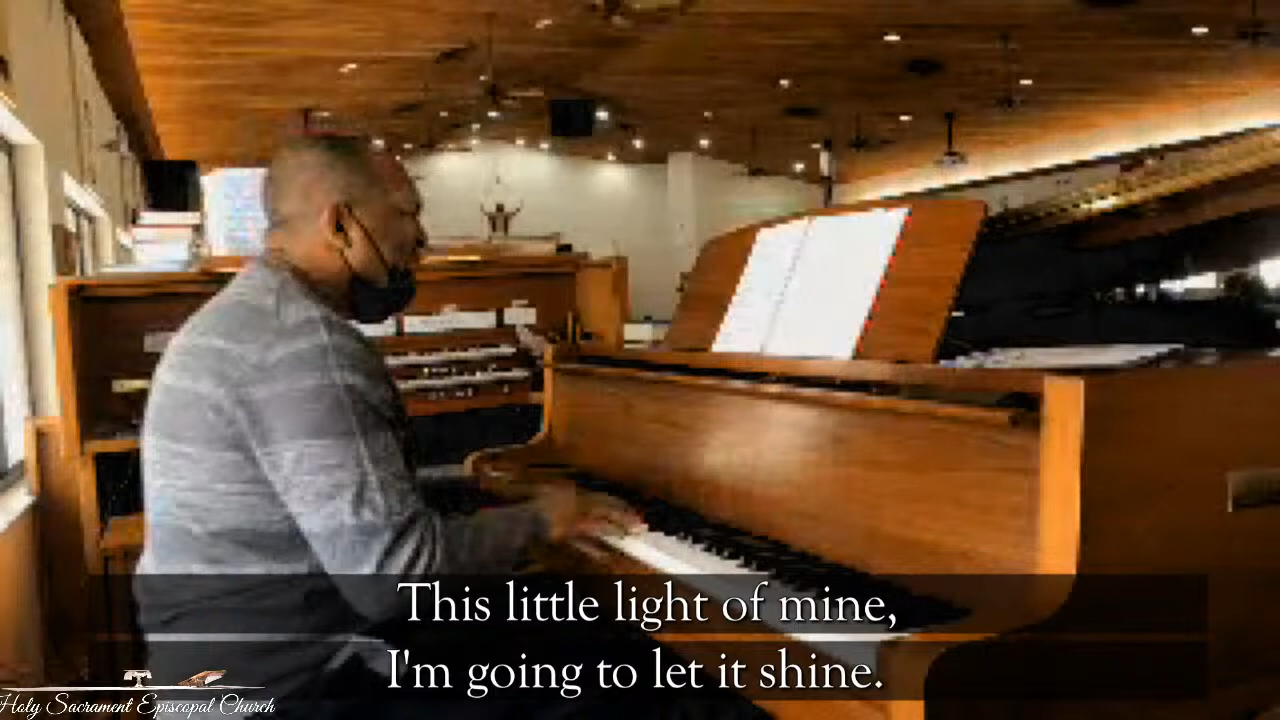 This little light of mine,
I'm going to let it shine.
Holy Sacrament Episcopal Church